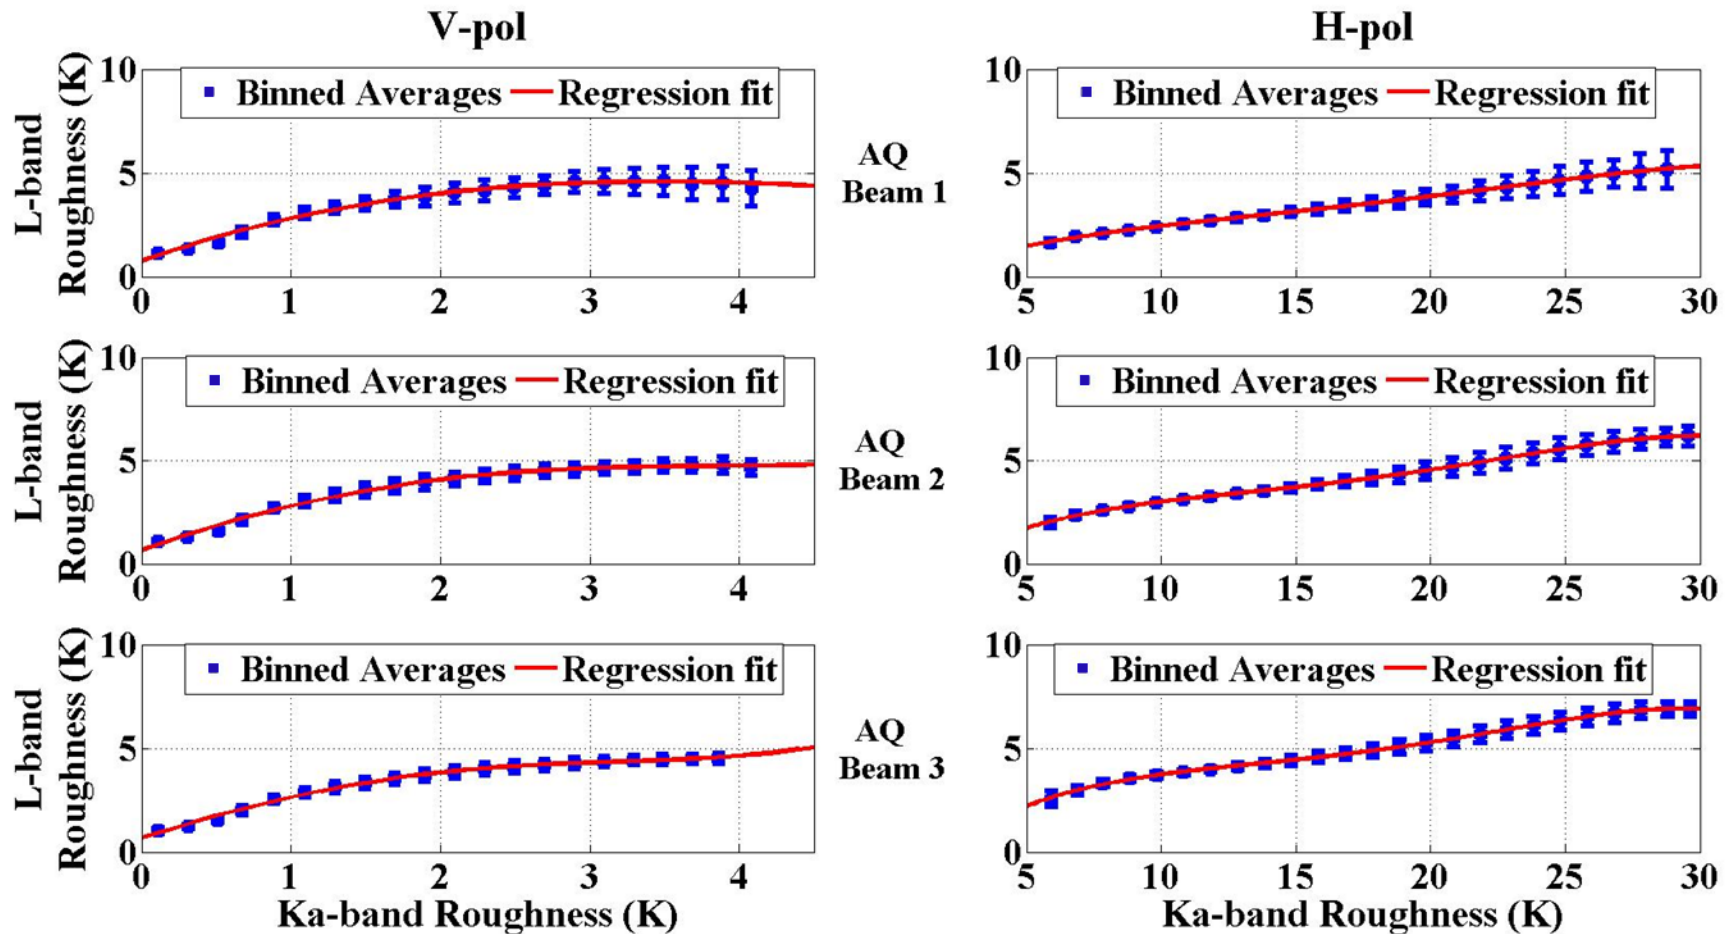 V-pol
H-pol
L-band
Roughness (K)
10
5
0
Binned Averages Regression fit
0 1 2 3 4
AQ
Beam 1
10
5
0
Binned Averages Regression fit
5 10 15 20 25 30
L-band
Roughness (K)
10
5
0
Binned Averages Regression fit
0 1 2 3 4
AQ
Beam 2
10
5
0
Binned Averages Regression fit
5 10 15 20 25 30
L-band
Roughness (K)
10
5
0
Binned Averages Regression fit
0 1 2 3 4
Ka-band Roughness (K)
AQ
Beam 3
10
5
0
Binned Averages Regression fit
5 10 15 20 25 30
Ka-band Roughness (K)